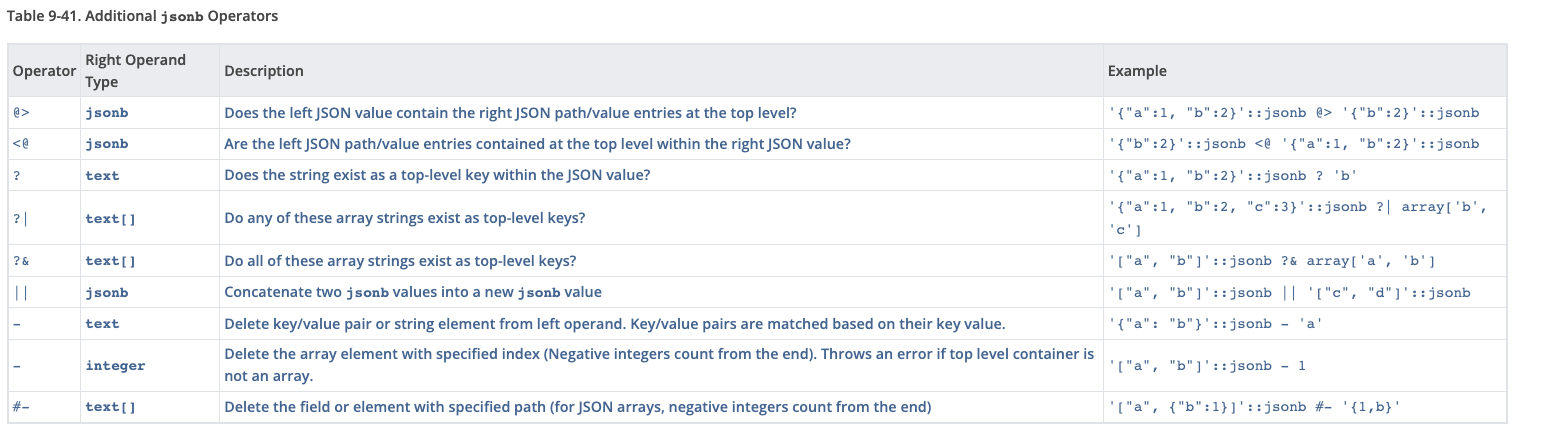 Table 9-41. Additional jsonb Operators
Operator Right Operand Type Description Example
@> jsonb Does the left JSON value contain the right JSON path/value entries at the top level? '{"a":1, "b":2}'::jsonb @> '{"b":2}'::jsonb
<@ jsonb Are the left JSON path/value entries contained at the top level within the right JSON value? '{"b":2}'::jsonb <@ '{"a":1, "b":2}'::jsonb
? text Does the string exist as a top-level key within the JSON value? '{"a":1, "b":2}'::jsonb ? 'b'
?| text[] Do any of these array strings exist as top-level keys? '{"a":1, "b":2, "c":3}'::jsonb ?| array['b',
'c']
?& text[] Do all of these array strings exist as top-level keys? '["a", "b"]'::jsonb ?& array['a', 'b']
|| jsonb Concatenate two jsonb values into a new jsonb value '["a", "b"]'::jsonb || '["c", "d"]'::jsonb
- text Delete key/value pair or string element from left operand. Key/value pairs are matched based on their key value. '{"a": "b"}'::jsonb - 'a'
- integer Delete the array element with specified index (Negative integers count from the end). Throws an error if top level container is
not an array. '["a", "b"]'::jsonb - 1
#- text[] Delete the field or element with specified path (for JSON arrays, negative integers count from the end) '["a", {"b":1}]'::jsonb #- '{1,b}'